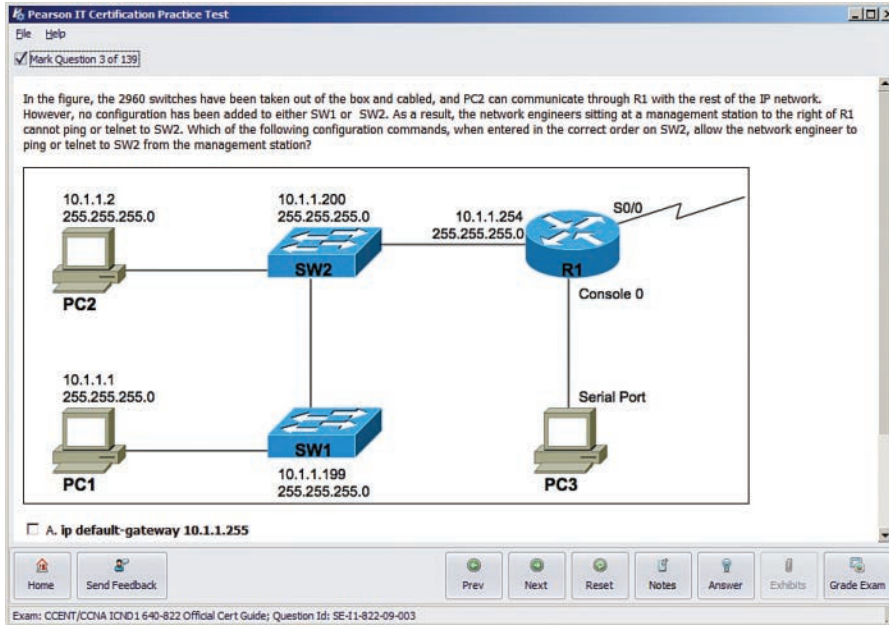 Pearson IT Certification Practice Test
File Help
Mark Question 3 of 139
In the figure, the 2960 switches have been taken out of the box and cabled, and PC2 can communicate through R1 with the rest of the IP network.
However, no configuration has been added to either SW1 or SW2. As a result, the network engineers sitting at a management station to the right of R1
cannot ping or telnet to SW2. Which of the following configuration commands, when entered in the correct order on SW2, allow the network engineer to
ping or telnet to SW2 from the management station?
10.1.1.2
255.255.255.0
PC2
10.1.1.200
255.255.255.0
SW2
10.1.1.254
255.255.255.0
S0/0
R1
Console 0
10.1.1.1
255.255.255.0
PC1
SW1
10.1.1.199
255.255.255.0
Serial Port
PC3
A. ip default-gateway 10.1.1.255
Home Send Feedback Prev Next Reset Notes Answer Exhibits Grade Exam
Exam: CCENT/CCNA ICND1 640-822 Official Cert Guide; Question Id: SE-I1-822-09-003